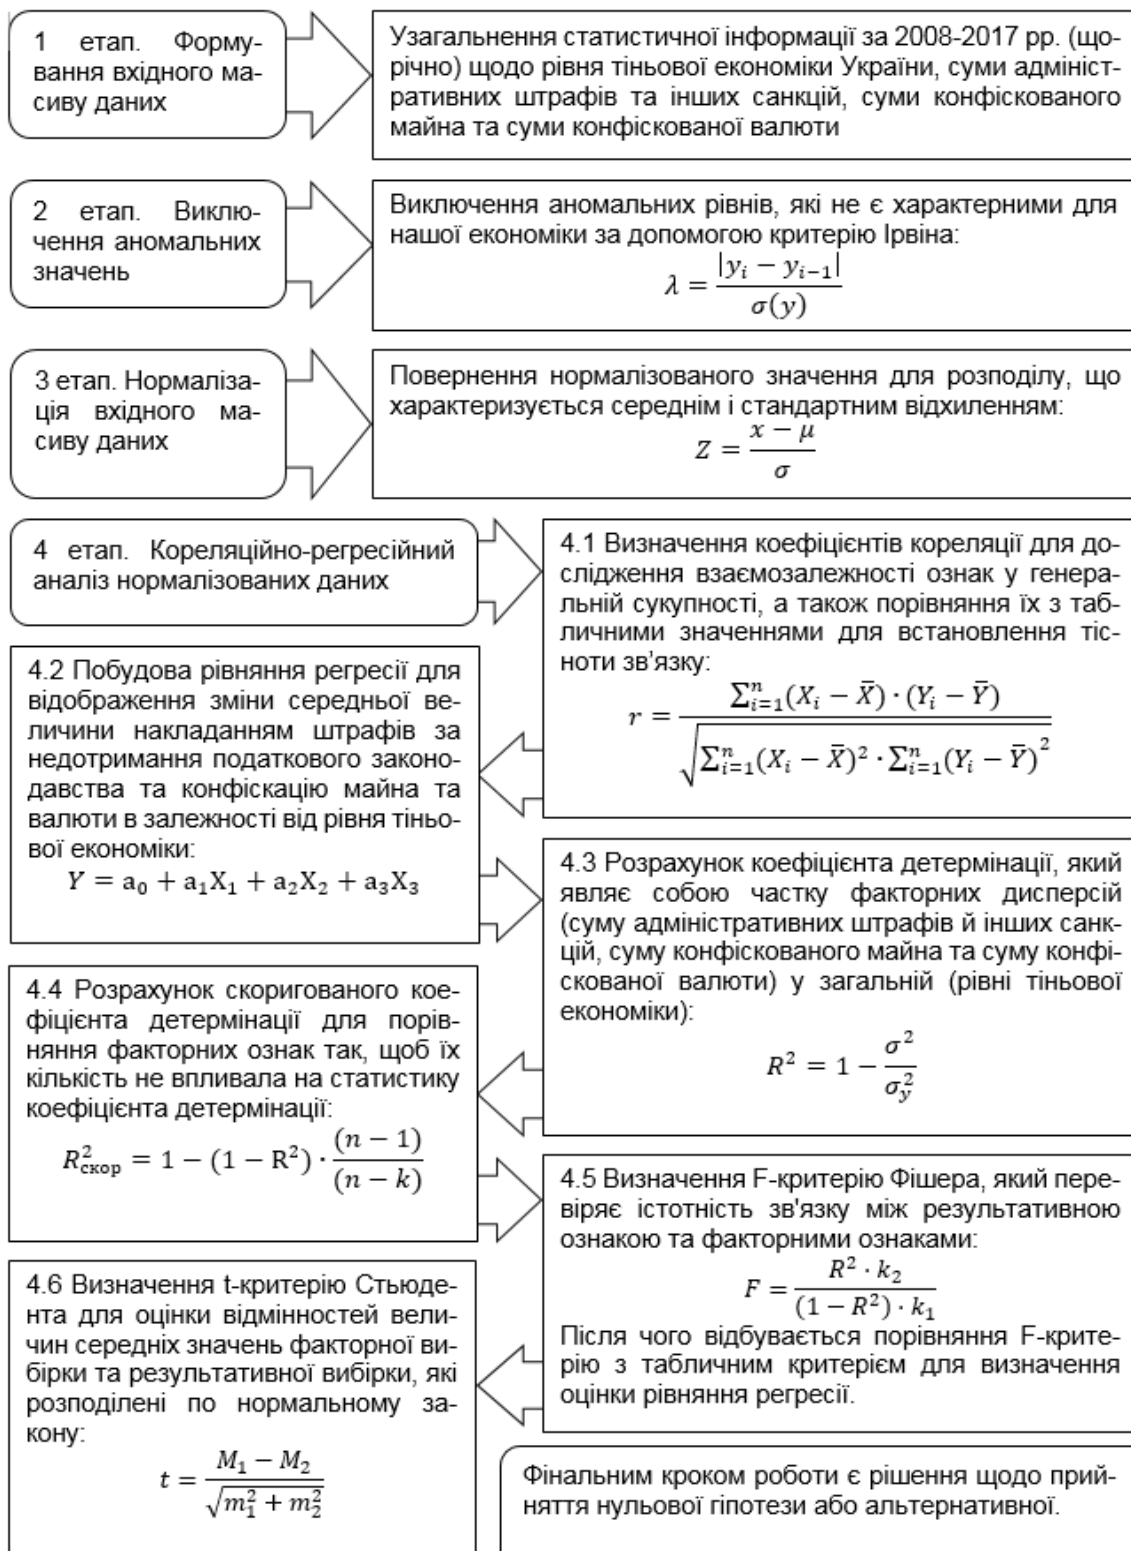 1 етап. Форму-
вання вхідного ма-
сиву даних
Узагальнення статистичної інформації за 2008-2017 рр. (що-
річно) щодо рівня тіньової економіки України, суми адмініст-
ративних штрафів та інших санкцій, суми конфіскованого
майна та суми конфіскованої валюти
2 етап. Виклю-
чення аномальних
значень
Виключення аномальних рівнів, які не є характерними для
нашої економіки за допомогою критерію Ірвіна:
λ = |y_i − y_{i−1}| / σ(y)
3 етап. Нормаліза-
ція вхідного ма-
сиву даних
Повернення нормалізованого значення для розподілу, що
характеризується середнім і стандартним відхиленням:
Z = (x − μ) / σ
4 етап. Кореляційно-регресійний
аналіз нормалізованих даних
4.1 Визначення коефіцієнтів кореляції для до-
слідження взаємозалежності ознак у генера-
льній сукупності, а також порівняння їх з таб-
личними значеннями для встановлення тіс-
ноти зв’язку:
r = ∑_{i=1}^{n}(X_i − X̄) · (Y_i − Ȳ) / √(∑_{i=1}^{n}(X_i − X̄)² · ∑_{i=1}^{n}(Y_i − Ȳ)²)
4.2 Побудова рівняння регресії для
відображення зміни середньої ве-
личини накладанням штрафів за
недотримання податкового законо-
давства та конфіскацію майна та
валюти в залежності від рівня тіньо-
вої економіки:
Y = a₀ + a₁X₁ + a₂X₂ + a₃X₃
4.3 Розрахунок коефіцієнта детермінації, який
являє собою частку факторних дисперсій
(суму адміністративних штрафів й інших санк-
цій, суму конфіскованого майна та суму конфі-
скованої валюти) у загальній (рівні тіньової
економіки):
R² = 1 − σ² / σ_y²
4.4 Розрахунок скоригованого кое-
фіцієнта детермінації для порів-
няння факторних ознак так, щоб їх
кількість не впливала на статистику
коефіцієнта детермінації:
R²_скор = 1 − (1 − R²) · (n − 1) / (n − k)
4.5 Визначення F-критерію Фішера, який пере-
віряє істотність зв'язку між результативною
ознакою та факторними ознаками:
F = R² · k₂ / (1 − R²) · k₁
Після чого відбувається порівняння F-крите-
рію з табличним критерієм для визначення
оцінки рівняння регресії.
4.6 Визначення t-критерію Стьюде-
нта для оцінки відмінностей вели-
чин середніх значень факторної ви-
бірки та результативної вибірки, які
розподілені по нормальному за-
кону:
t = (M₁ − M₂) / √(m₁² + m₂²)
Фінальним кроком роботи є рішення щодо прий-
няття нульової гіпотези або альтернативної.